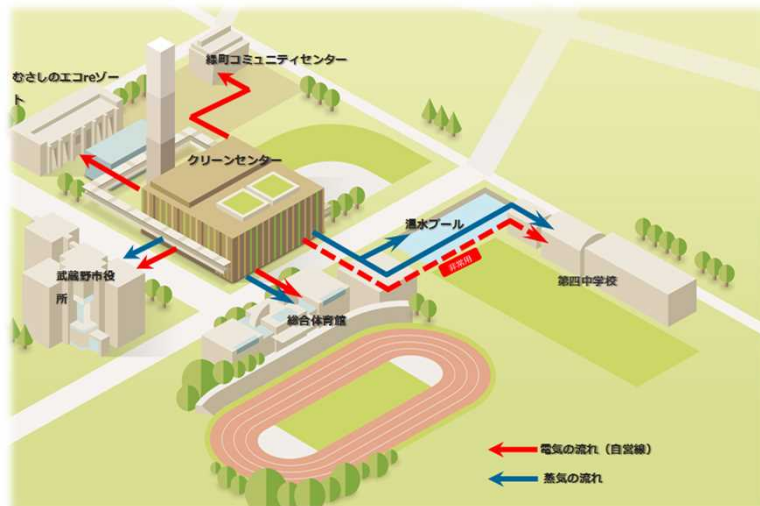 緑町コミュニティセンター
むさしのエコreゾー
ト
クリーンセンター
温水プール
非常用
武蔵野市役
所
第四中学校
総合体育館
電気の流れ（自営線）
蒸気の流れ